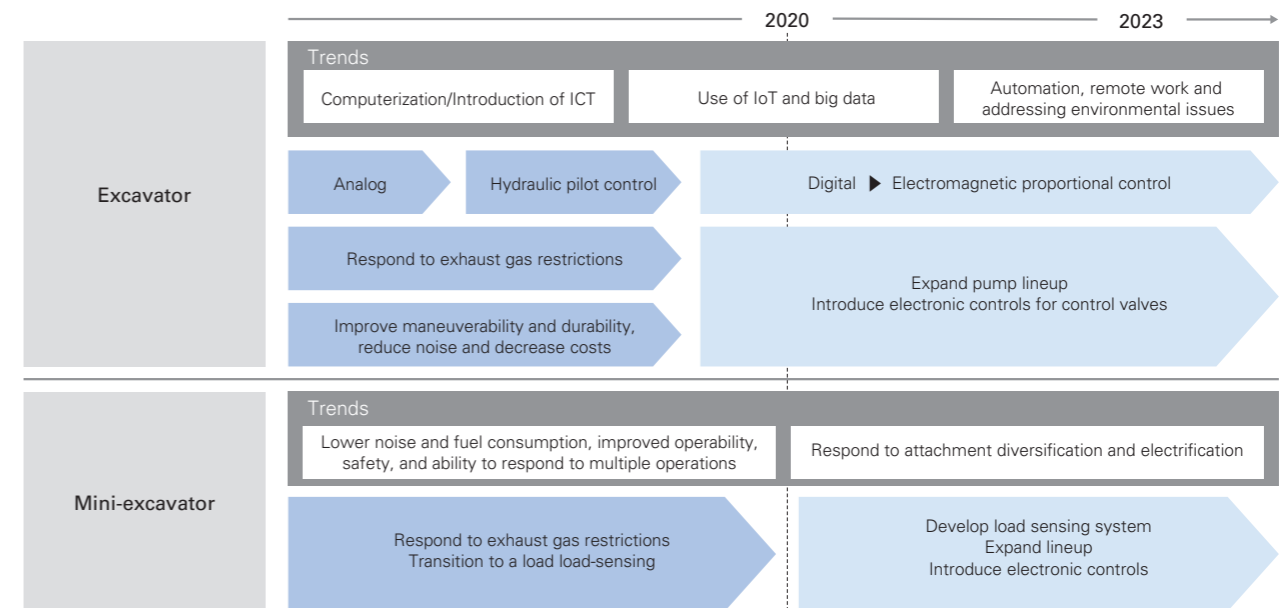 2020
2023
Excavator
Trends
Computerization/Introduction of ICT
Use of IoT and big data
Automation, remote work and
addressing environmental issues
Analog
Hydraulic pilot control
Digital ▶ Electromagnetic proportional control
Respond to exhaust gas restrictions
Improve maneuverability and durability,
reduce noise and decrease costs
Expand pump lineup
Introduce electronic controls for control valves
Mini-excavator
Trends
Lower noise and fuel consumption, improved operability,
safety, and ability to respond to multiple operations
Respond to attachment diversification and electrification
Respond to exhaust gas restrictions
Transition to a load load-sensing
Develop load sensing system
Expand lineup
Introduce electronic controls